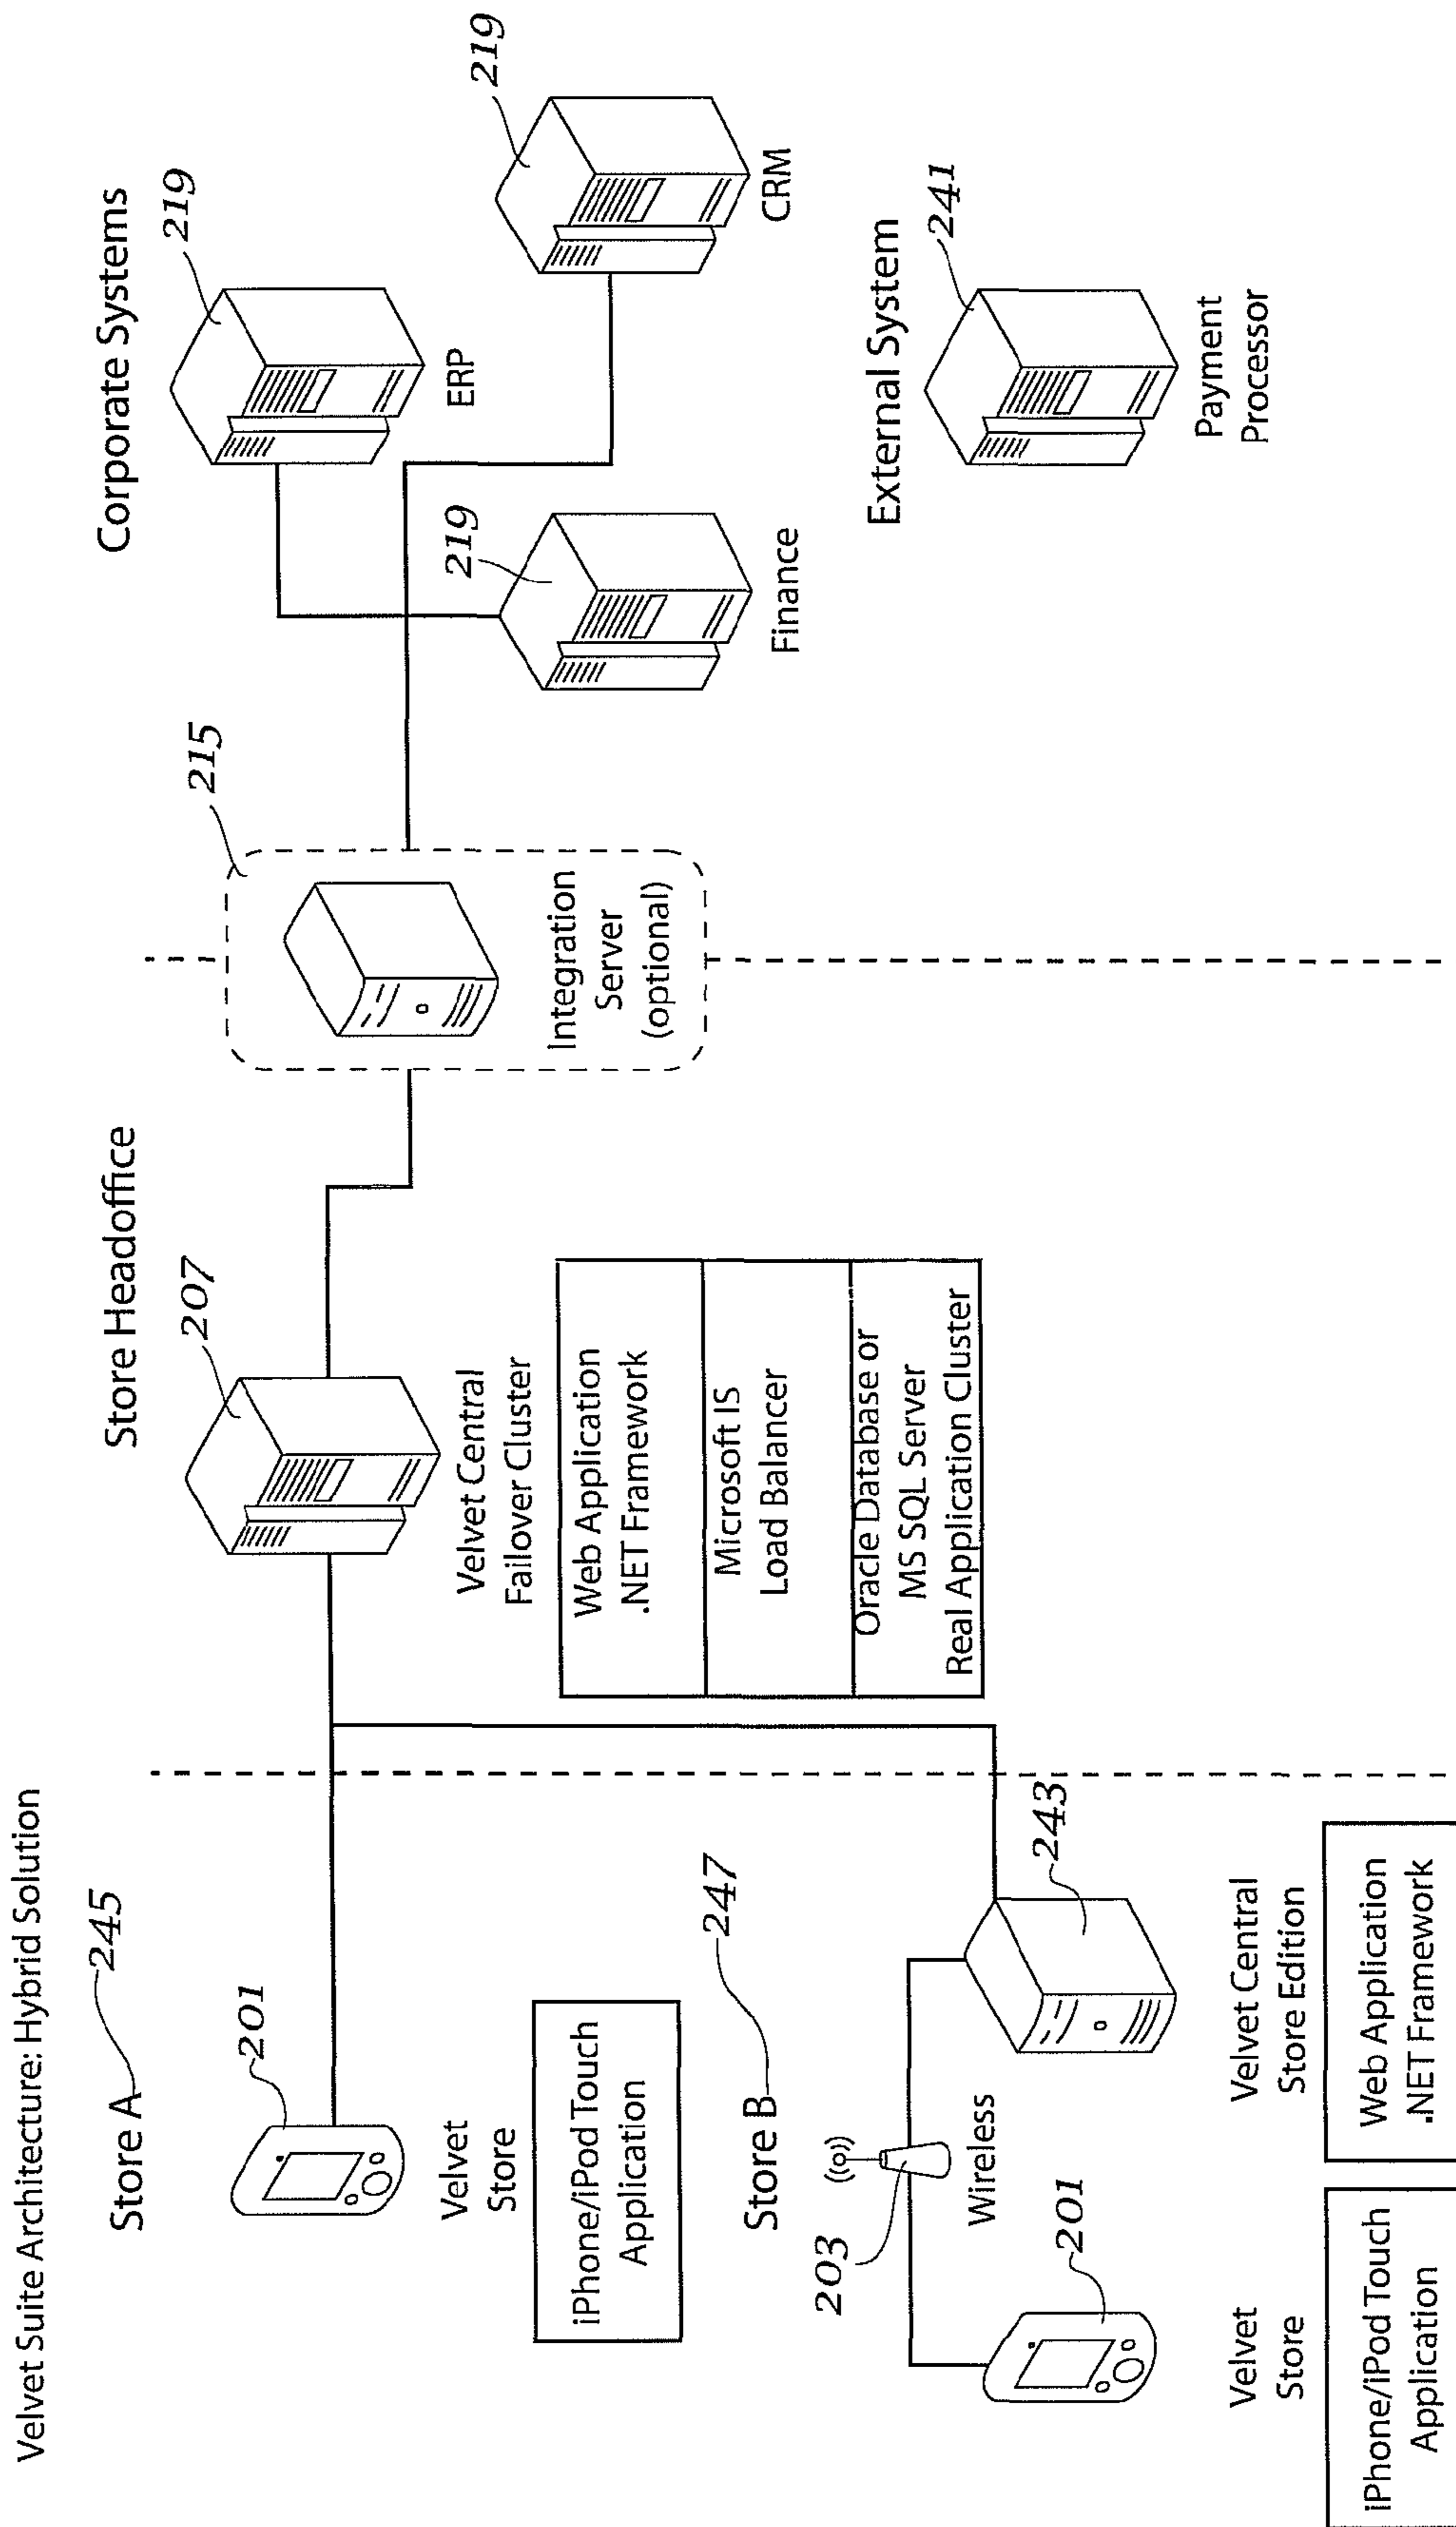 Velvet Suite Architecture: Hybrid Solution
Store A
245
201
Velvet
Store
iPhone/iPod Touch
Application
Store B
247
203
Wireless
201
Velvet
Store
iPhone/iPod Touch
Application
243
Velvet Central
Store Edition
Web Application
.NET Framework
Store Headoffice
207
Velvet Central
Failover Cluster
Web Application
.NET Framework
Microsoft IS
Load Balancer
Oracle Database or
MS SQL Server
Real Application Cluster
215
Integration
Server
(optional)
Corporate Systems
219
ERP
219
Finance
219
CRM
External System
241
Payment
Processor